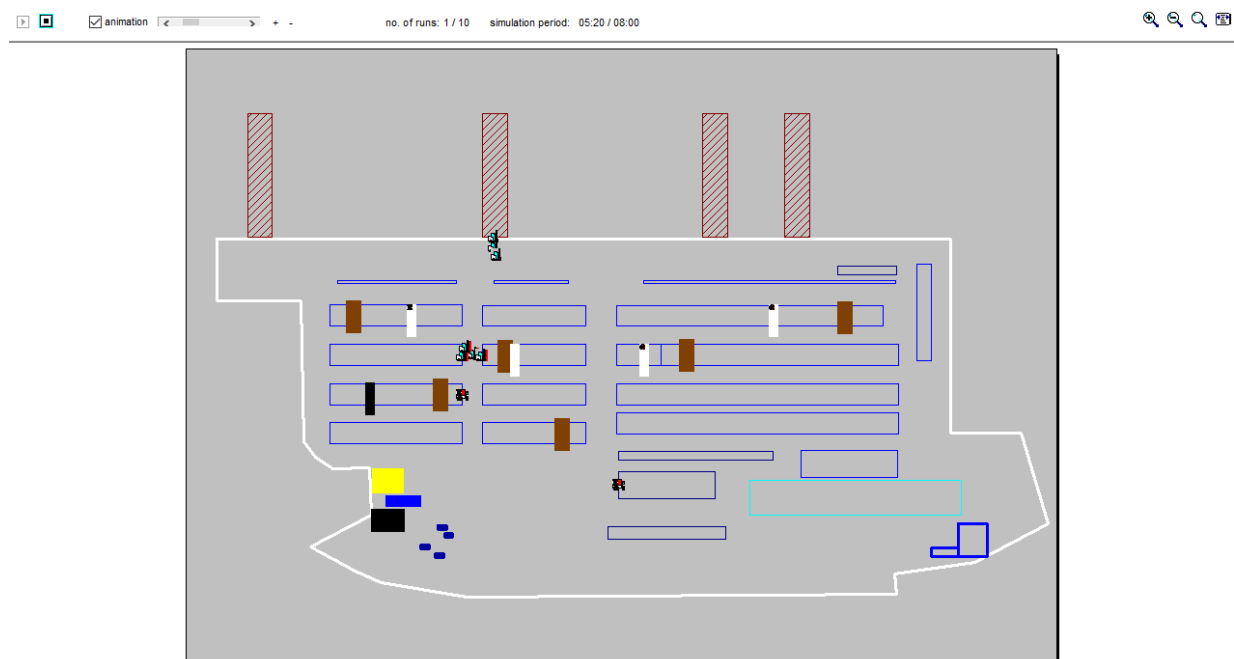 animation + - no. of runs: 1 / 10 simulation period: 05:20 / 08:00